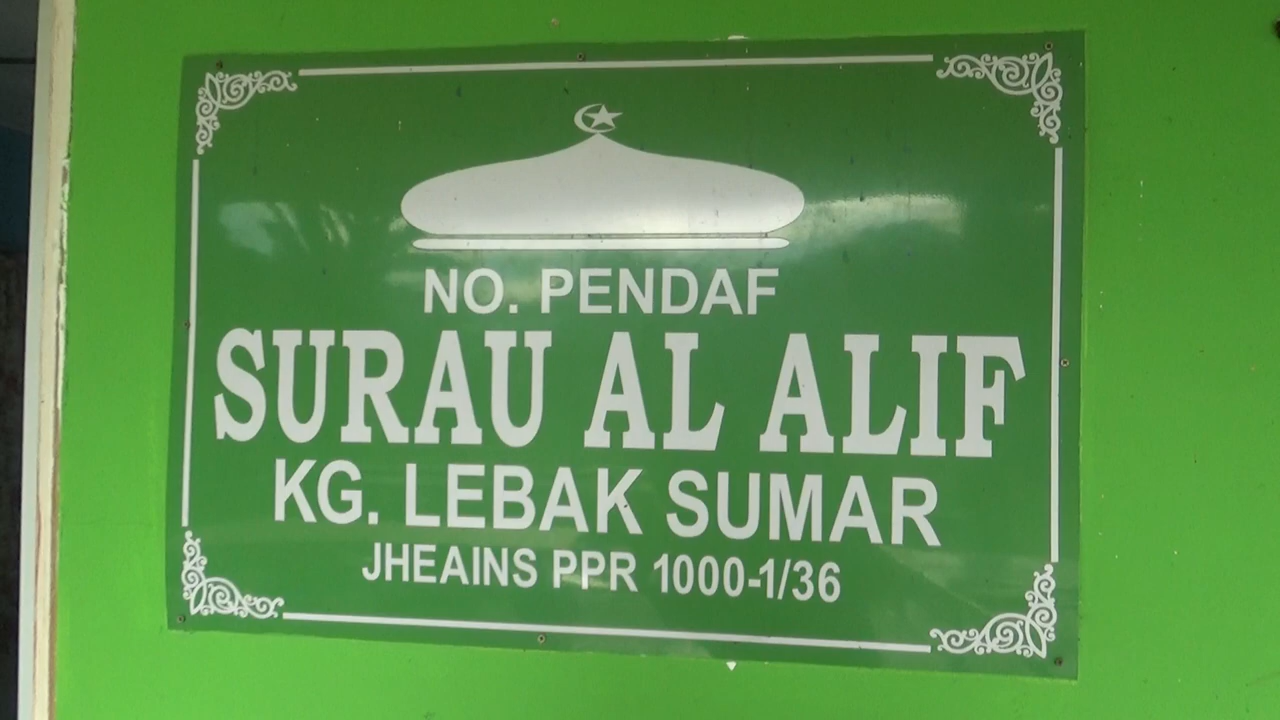 NO. PENDAF
SURAU AL ALIF
KG. LEBAK SUMAR
JHEAINS PPR 1000-1/36